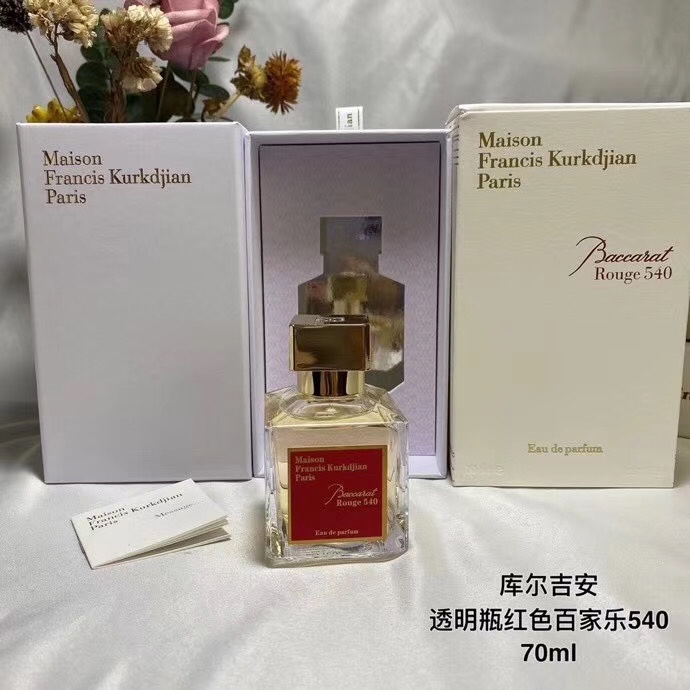 Maison
Francis Kurkdjian
Paris
Maison
Francis Kurkdjian
Paris
Baccarat
Rouge 540
Eau de parfum
Maison
Francis Kurkdjian
Paris
Baccarat
Rouge 540
Eau de parfum
Maison
Francis Kurkdjian
Paris
库尔吉安
透明瓶红色百家乐540
70ml